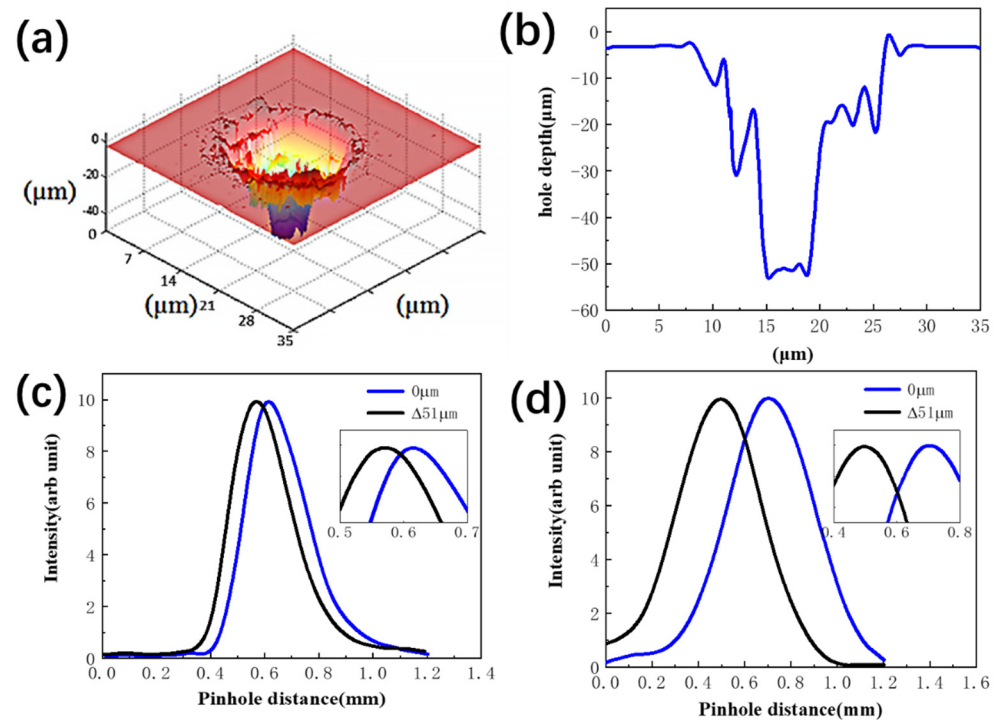 (a)
0
-20
(μm)
-40
0
7
14
(μm)
21
(μm)
28
35
(b)
0
-10
-20
-30
-40
-50
-60
hole depth(μm)
0 5 10 15 20 25 30 35
(μm)
(c)
0μm
Δ51μm
10
8
6
4
2
0
Intensity(arb unit)
0.5 0.6 0.7
0.0 0.2 0.4 0.6 0.8 1.0 1.2 1.4
Pinhole distance(mm)
(d)
0μm
Δ51μm
10
8
6
4
2
0
Intensity(arb unit)
0.4 0.6 0.8
0.0 0.2 0.4 0.6 0.8 1.0 1.2 1.4 1.6
Pinhole distance(mm)